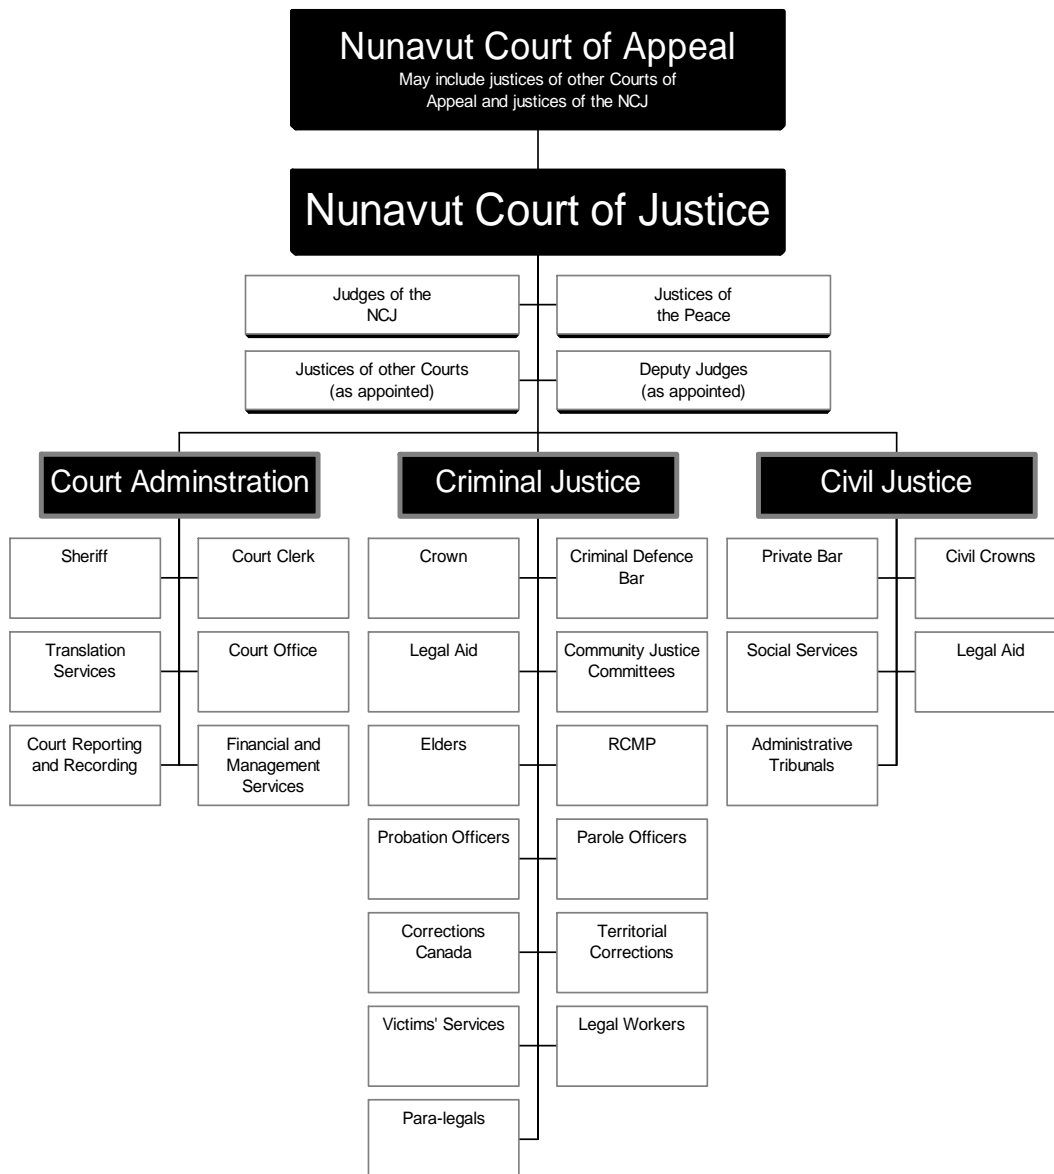 Nunavut Court of Appeal
May include justices of other Courts of
Appeal and justices of the NCJ
Nunavut Court of Justice
Judges of the
NCJ
Justices of
the Peace
Justices of other Courts
(as appointed)
Deputy Judges
(as appointed)
Court Adminstration
Criminal Justice
Civil Justice
Sheriff
Court Clerk
Translation
Services
Court Office
Court Reporting
and Recording
Financial and
Management
Services
Crown
Criminal Defence
Bar
Legal Aid
Community Justice
Committees
Elders
RCMP
Probation Officers
Parole Officers
Corrections
Canada
Territorial
Corrections
Victims' Services
Legal Workers
Para-legals
Private Bar
Civil Crowns
Social Services
Legal Aid
Administrative
Tribunals